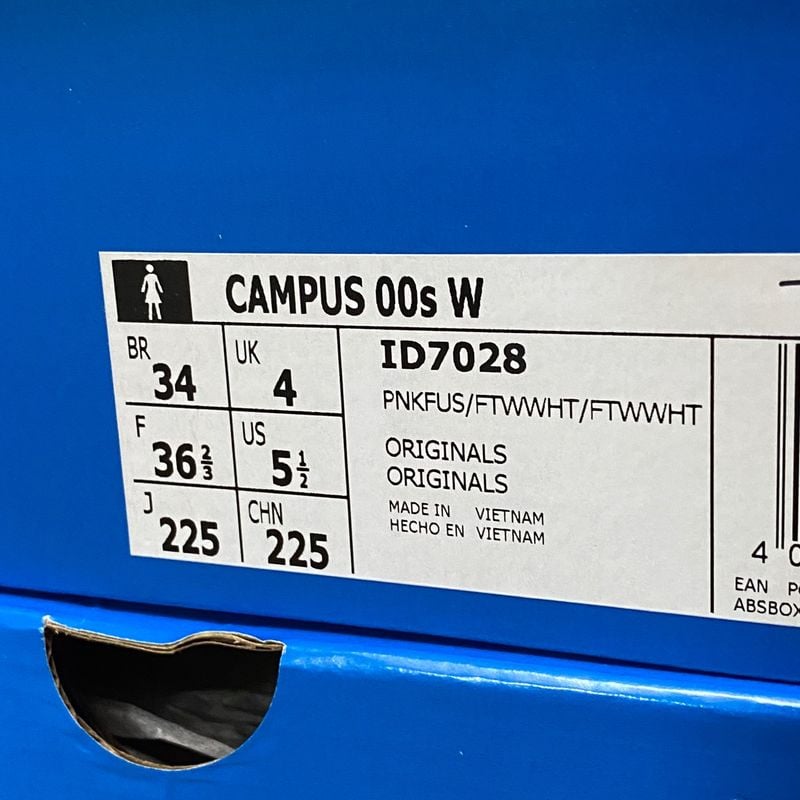 CAMPUS 00s W
BR 34
UK 4
F 36 2/3
US 5 1/2
J 225
CHN 225
ID7028
PNKFUS/FTWWHT/FTWWHT
ORIGINALS
ORIGINALS
MADE IN VIETNAM
HECHO EN VIETNAM
4 0
EAN
ABSBOX